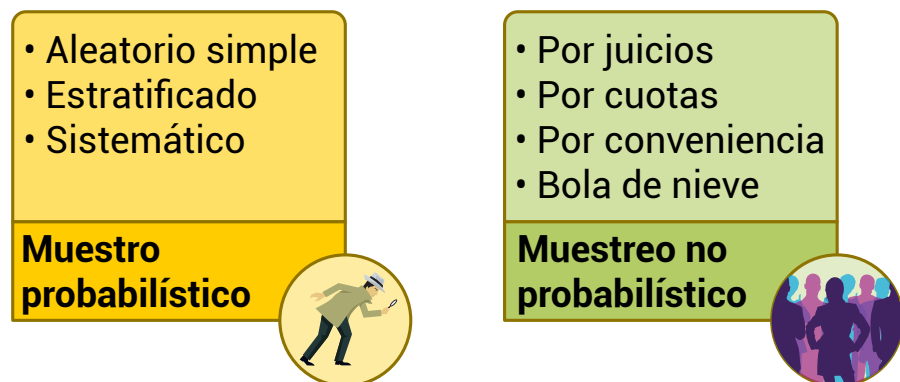 • Aleatorio simple
• Estratificado
• Sistemático
Muestro
probabilístico
• Por juicios
• Por cuotas
• Por conveniencia
• Bola de nieve
Muestreo no
probabilístico